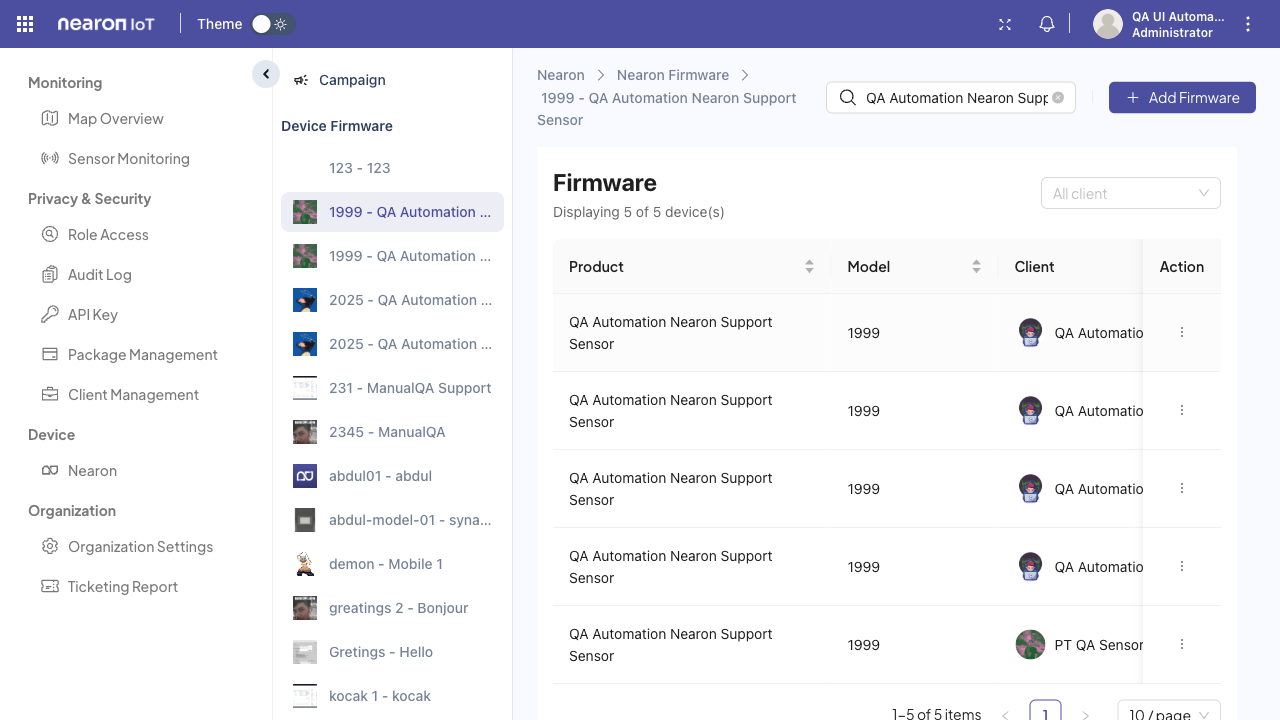 nearon IoT
Theme
QA UI Automa...
Administrator
Monitoring
Map Overview
Sensor Monitoring
Privacy & Security
Role Access
Audit Log
API Key
Package Management
Client Management
Device
Nearon
Organization
Organization Settings
Ticketing Report
Campaign
Device Firmware
123 - 123
1999 - QA Automation ...
1999 - QA Automation ...
2025 - QA Automation ...
2025 - QA Automation ...
231 - ManualQA Support
2345 - ManualQA
abdul01 - abdul
abdul-model-01 - syna...
demon - Mobile 1
greatings 2 - Bonjour
Gretings - Hello
kocak 1 - kocak
Nearon > Nearon Firmware >
1999 - QA Automation Nearon Support
Sensor
QA Automation Nearon Supp
+ Add Firmware
Firmware
Displaying 5 of 5 device(s)
All client
Product Model Client Action
QA Automation Nearon Support
Sensor
1999
QA Automatio
QA Automation Nearon Support
Sensor
1999
QA Automatio
QA Automation Nearon Support
Sensor
1999
QA Automatio
QA Automation Nearon Support
Sensor
1999
QA Automatio
QA Automation Nearon Support
Sensor
1999
PT QA Sensor
1–5 of 5 items
1
10 / page